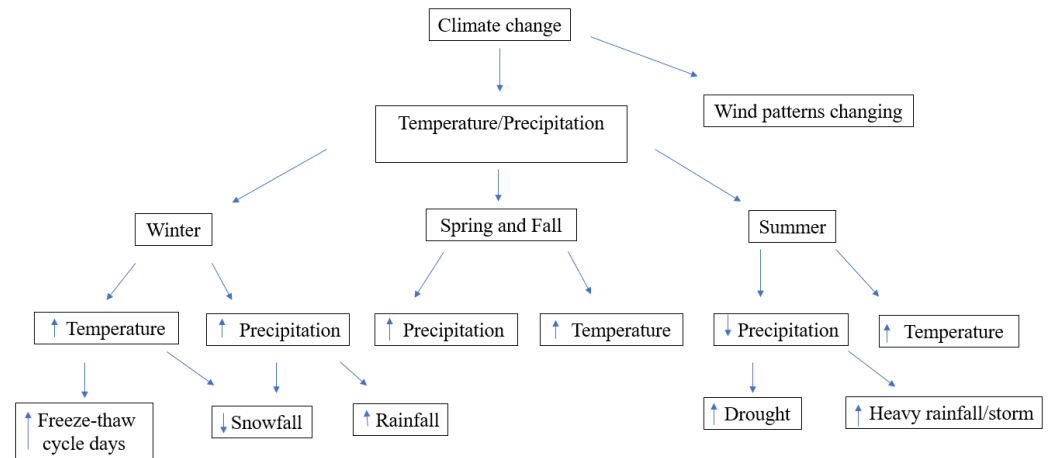 Climate change
Wind patterns changing
Temperature/Precipitation
Winter
Spring and Fall
Summer
Temperature
Precipitation
Precipitation
Temperature
Precipitation
Temperature
Freeze-thaw
cycle days
Snowfall
Rainfall
Drought
Heavy rainfall/storm